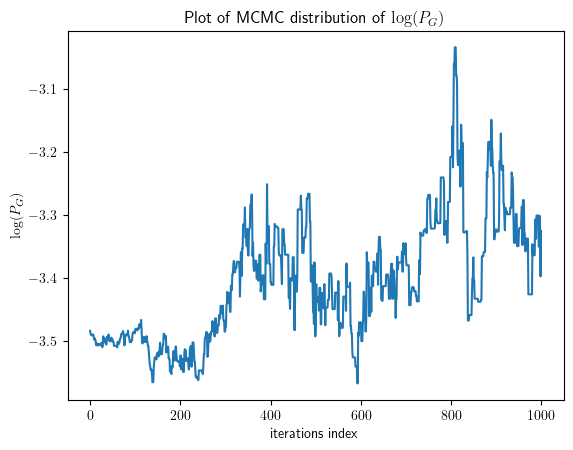 Plot of MCMC distribution of log(P_G)
−3.1
−3.2
−3.3
−3.4
−3.5
log(P_G)
0 200 400 600 800 1000
iterations index